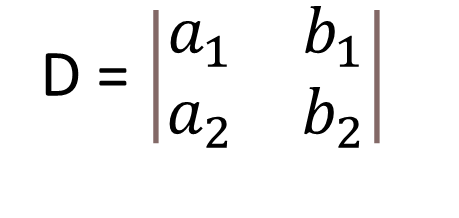 D = | a₁ b₁ |
| a₂ b₂ |